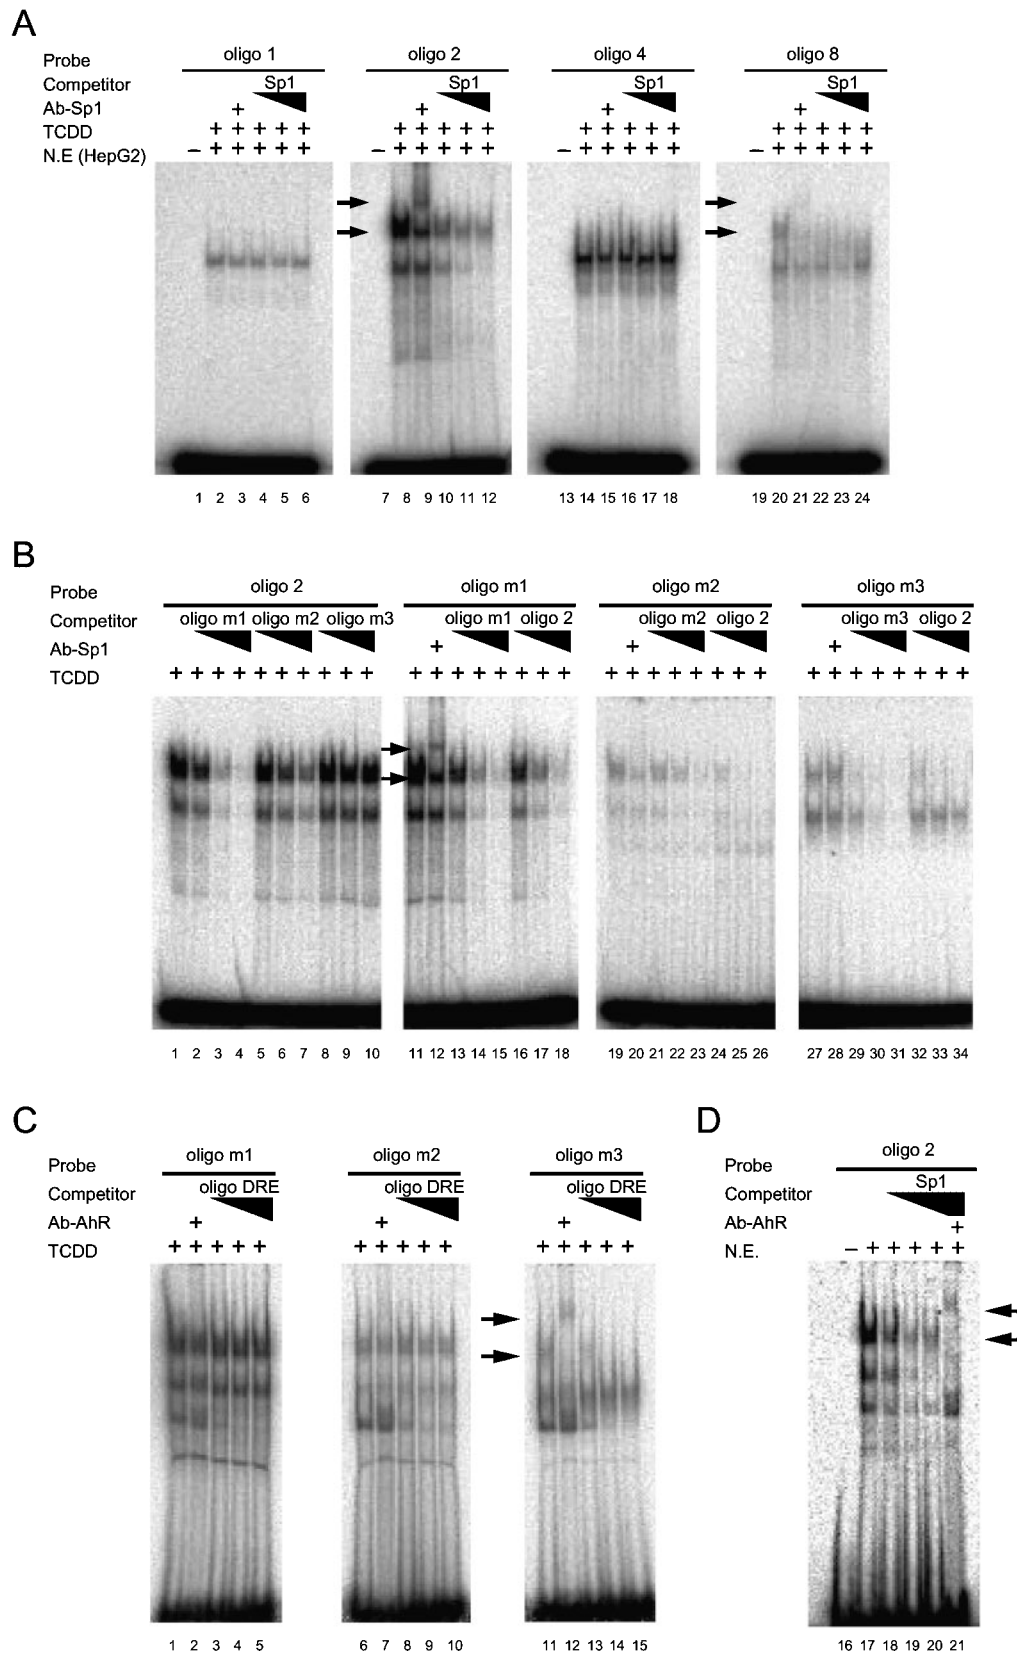 A
Probe oligo 1 oligo 2 oligo 4 oligo 8
Competitor Sp1 Sp1 Sp1 Sp1
Ab-Sp1 + + + +
TCDD + + + + + + + + + + + + + + + + + + + +
N.E (HepG2) – + + + + + – + + + + + – + + + + + – + + + + +
1 2 3 4 5 6 7 8 9 10 11 12 13 14 15 16 17 18 19 20 21 22 23 24
B
Probe oligo 2 oligo m1 oligo m2 oligo m3
Competitor oligo m1 oligo m2 oligo m3 oligo m1 oligo 2 oligo m2 oligo 2 oligo m3 oligo 2
Ab-Sp1 + + +
TCDD + + + + + + + + + + + + + + + + + + + + + + + + + + + + + + + + + +
1 2 3 4 5 6 7 8 9 10 11 12 13 14 15 16 17 18 19 20 21 22 23 24 25 26 27 28 29 30 31 32 33 34
C
Probe oligo m1 oligo m2 oligo m3
Competitor oligo DRE oligo DRE oligo DRE
Ab-AhR + + +
TCDD + + + + + + + + + + + + + + +
1 2 3 4 5 6 7 8 9 10 11 12 13 14 15
D
Probe oligo 2
Competitor Sp1
Ab-AhR +
N.E. – + + + + +
16 17 18 19 20 21